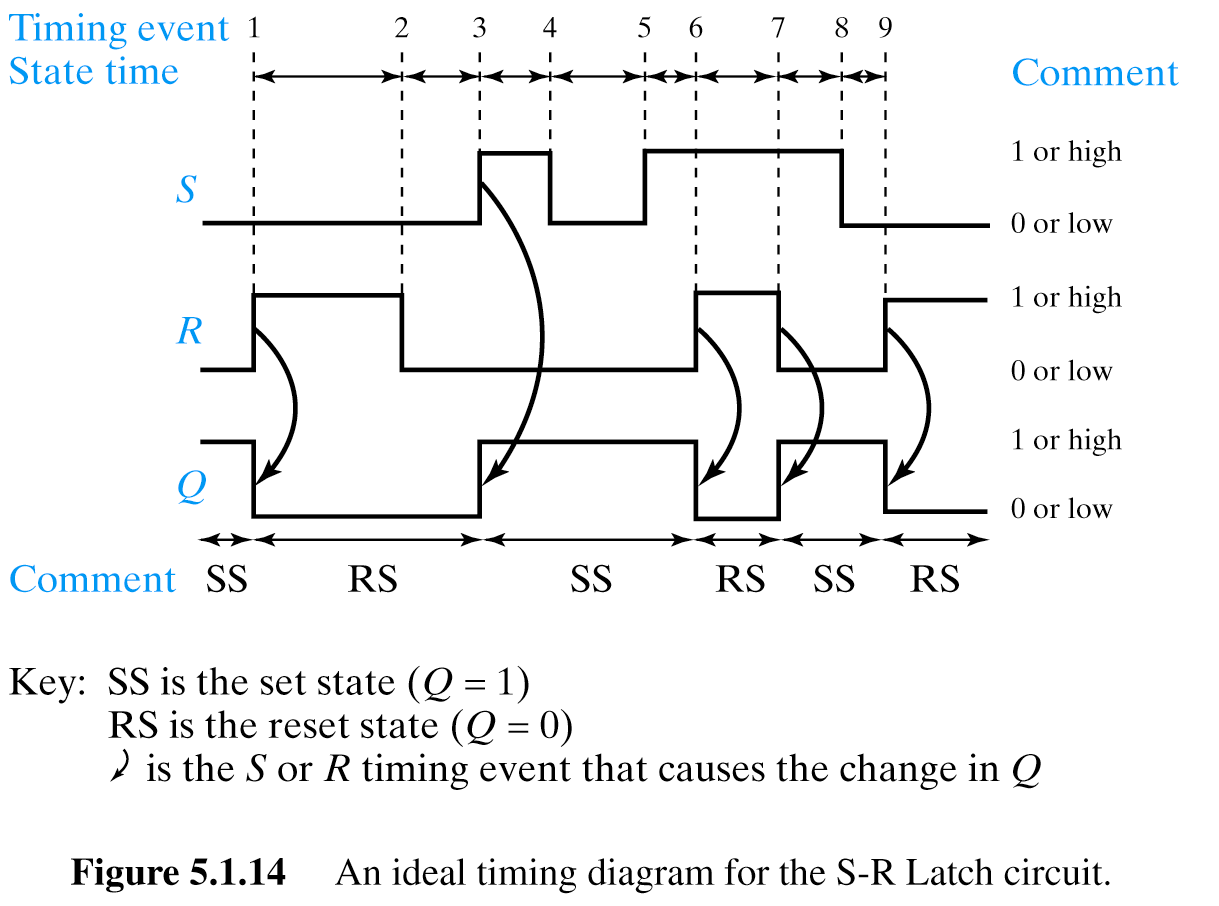 Timing event 1 2 3 4 5 6 7 8 9
State time Comment
1 or high
S
0 or low
1 or high
R
0 or low
1 or high
Q
0 or low
Comment SS RS SS RS SS RS
Key: SS is the set state (Q = 1)
RS is the reset state (Q = 0)
is the S or R timing event that causes the change in Q
Figure 5.1.14 An ideal timing diagram for the S-R Latch circuit.